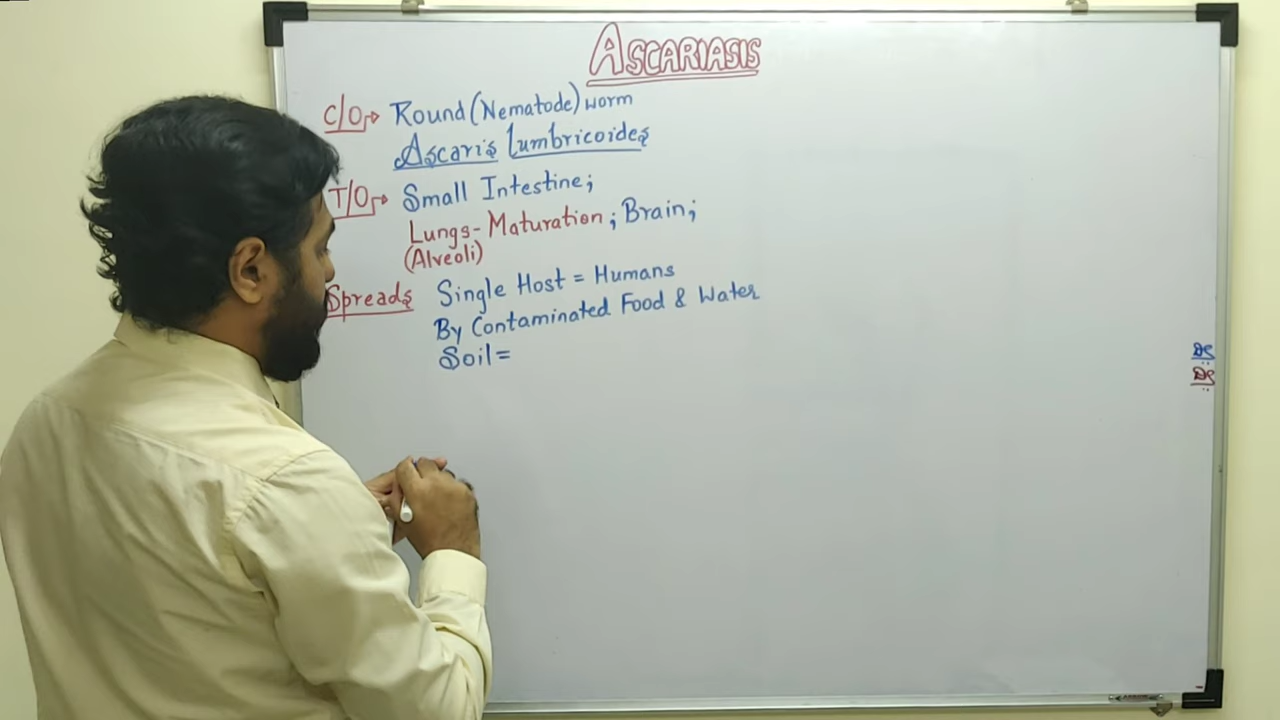 ASCARIASIS
C/O→ Round (Nematode) worm
Ascaris Lumbricoides
T/O→ Small Intestine;
Lungs - Maturation; Brain;
(Alveoli)
Spreads Single Host = Humans
By Contaminated Food & Water
Soil =